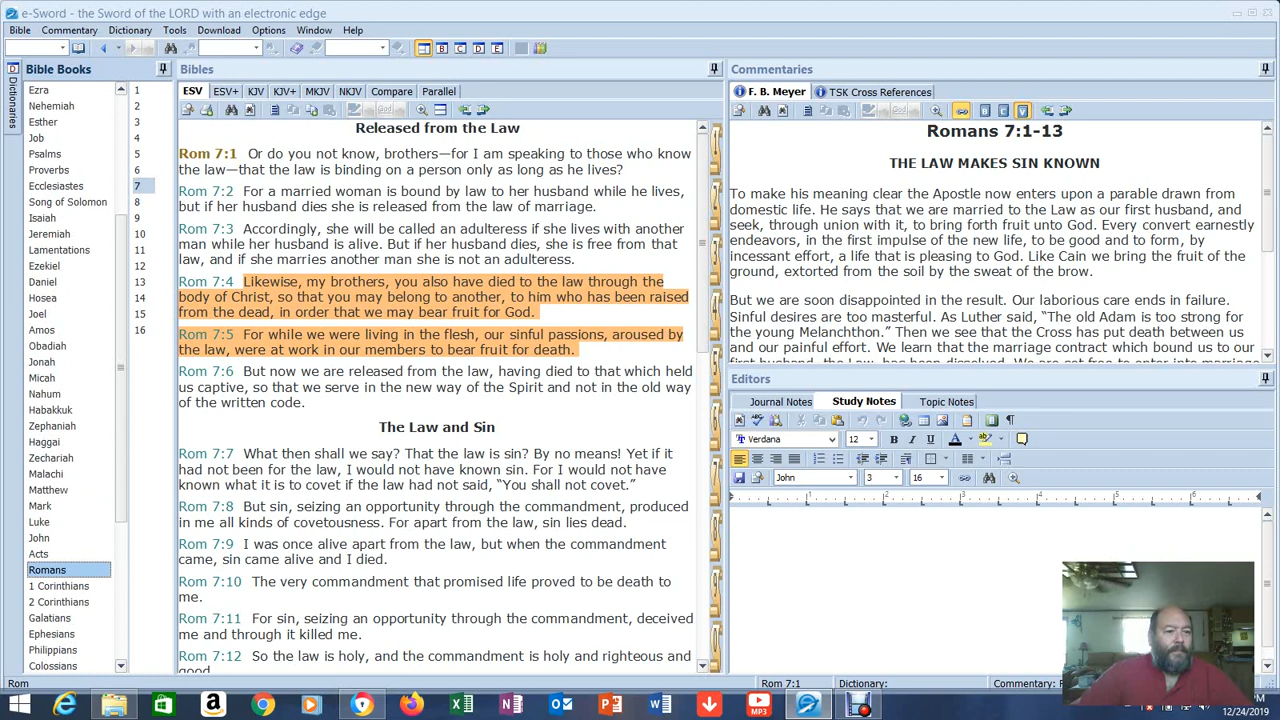 e-Sword - the Sword of the LORD with an electronic edge
Bible Commentary Dictionary Tools Download Options Window Help
B C D E
Dictionaries
Bible Books
Ezra
Nehemiah
Esther
Job
Psalms
Proverbs
Ecclesiastes
Song of Solomon
Isaiah
Jeremiah
Lamentations
Ezekiel
Daniel
Hosea
Joel
Amos
Obadiah
Jonah
Micah
Nahum
Habakkuk
Zephaniah
Haggai
Zechariah
Malachi
Matthew
Mark
Luke
John
Acts
Romans
1 Corinthians
2 Corinthians
Galatians
Ephesians
Philippians
Colossians
1
2
3
4
5
6
7
8
9
10
11
12
13
14
15
16
Bibles
ESV ESV+ KJV KJV+ MKJV NKJV Compare Parallel
Released from the Law
Rom 7:1 Or do you not know, brothers—for I am speaking to those who know
the law—that the law is binding on a person only as long as he lives?
Rom 7:2 For a married woman is bound by law to her husband while he lives,
but if her husband dies she is released from the law of marriage.
Rom 7:3 Accordingly, she will be called an adulteress if she lives with another
man while her husband is alive. But if her husband dies, she is free from that
law, and if she marries another man she is not an adulteress.
Rom 7:4 Likewise, my brothers, you also have died to the law through the
body of Christ, so that you may belong to another, to him who has been raised
from the dead, in order that we may bear fruit for God.
Rom 7:5 For while we were living in the flesh, our sinful passions, aroused by
the law, were at work in our members to bear fruit for death.
Rom 7:6 But now we are released from the law, having died to that which held
us captive, so that we serve in the new way of the Spirit and not in the old way
of the written code.
The Law and Sin
Rom 7:7 What then shall we say? That the law is sin? By no means! Yet if it
had not been for the law, I would not have known sin. For I would not have
known what it is to covet if the law had not said, “You shall not covet.”
Rom 7:8 But sin, seizing an opportunity through the commandment, produced
in me all kinds of covetousness. For apart from the law, sin lies dead.
Rom 7:9 I was once alive apart from the law, but when the commandment
came, sin came alive and I died.
Rom 7:10 The very commandment that promised life proved to be death to
me.
Rom 7:11 For sin, seizing an opportunity through the commandment, deceived
me and through it killed me.
Rom 7:12 So the law is holy, and the commandment is holy and righteous and
good.
Commentaries
F. B. Meyer TSK Cross References
Romans 7:1-13
THE LAW MAKES SIN KNOWN
To make his meaning clear the Apostle now enters upon a parable drawn from
domestic life. He says that we are married to the Law as our first husband, and
seek, through union with it, to bring forth fruit unto God. Every convert earnestly
endeavors, in the first impulse of the new life, to be good and to form, by
incessant effort, a life that is pleasing to God. Like Cain we bring the fruit of the
ground, extorted from the soil by the sweat of the brow.
But we are soon disappointed in the result. Our laborious care ends in failure.
Sinful desires are too masterful. As Luther said, “The old Adam is too strong for
the young Melanchthon.” Then we see that the Cross has put death between us
and our painful effort. We learn that the marriage contract which bound us to our
first husband, the Law, has been dissolved. We are set free to enter into marriage
Editors
Journal Notes Study Notes Topic Notes
Verdana 12 B I U A ab
John 3 16
1 2 3 4 5 6
Rom
Rom 7:1
Dictionary:
Commentary:
MP3
12/24/2019